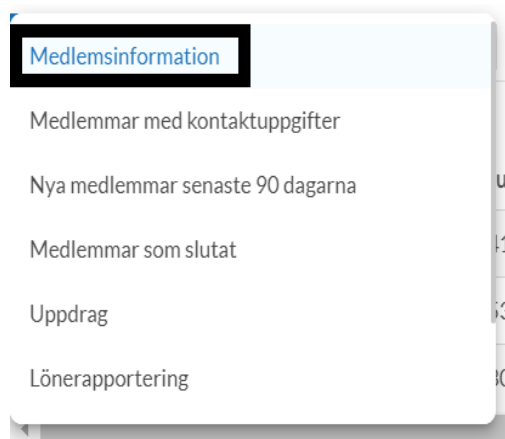 Medlemsinformation
Medlemmar med kontaktuppgifter
Nya medlemmar senaste 90 dagarna
Medlemmar som slutat
Uppdrag
Lönerapportering